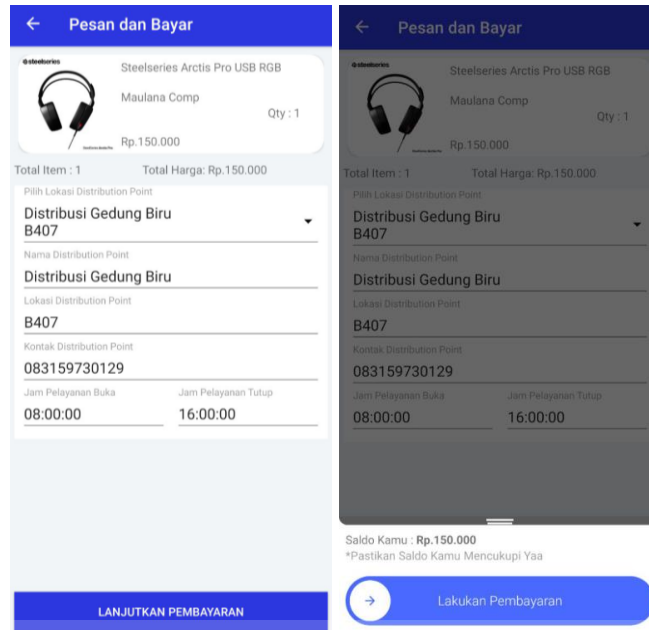 Pesan dan Bayar
steelseries
Steelseries Arctis Pro USB RGB
Maulana Comp
Qty : 1
Rp.150.000
Total Item : 1 Total Harga: Rp.150.000
Pilih Lokasi Distribution Point
Distribusi Gedung Biru
B407
Nama Distribution Point
Distribusi Gedung Biru
Lokasi Distribution Point
B407
Kontak Distribution Point
083159730129
Jam Pelayanan Buka Jam Pelayanan Tutup
08:00:00 16:00:00
LANJUTKAN PEMBAYARAN
Pesan dan Bayar
steelseries
Steelseries Arctis Pro USB RGB
Maulana Comp
Qty : 1
Rp.150.000
Total Item : 1 Total Harga: Rp.150.000
Pilih Lokasi Distribution Point
Distribusi Gedung Biru
B407
Nama Distribution Point
Distribusi Gedung Biru
Lokasi Distribution Point
B407
Kontak Distribution Point
083159730129
Jam Pelayanan Buka Jam Pelayanan Tutup
08:00:00 16:00:00
Saldo Kamu : Rp.150.000
*Pastikan Saldo Kamu Mencukupi Yaa
Lakukan Pembayaran